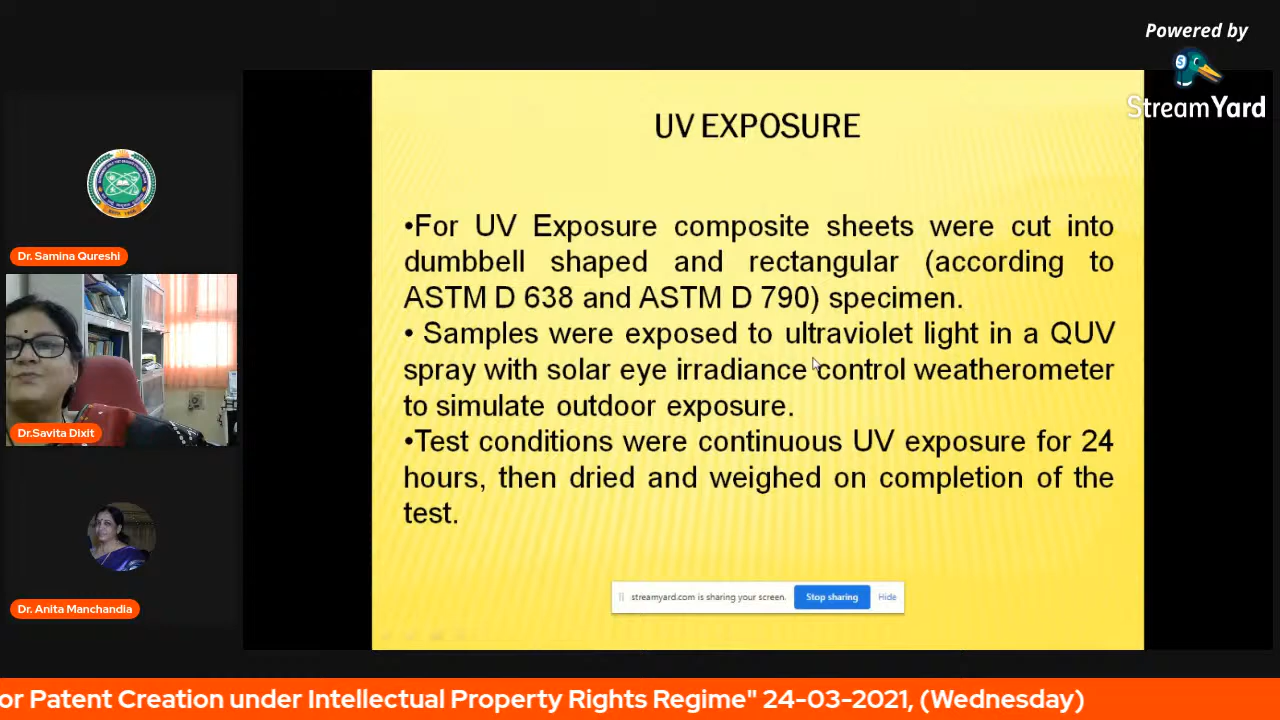 Powered by
StreamYard
UV EXPOSURE
•For UV Exposure composite sheets were cut into
dumbbell shaped and rectangular (according to
ASTM D 638 and ASTM D 790) specimen.
• Samples were exposed to ultraviolet light in a QUV
spray with solar eye irradiance control weatherometer
to simulate outdoor exposure.
•Test conditions were continuous UV exposure for 24
hours, then dried and weighed on completion of the
test.
Dr. Samina Qureshi
Dr.Savita Dixit
Dr. Anita Manchandia
streamyard.com is sharing your screen. Stop sharing Hide
or Patent Creation under Intellectual Property Rights Regime" 24-03-2021, (Wednesday)